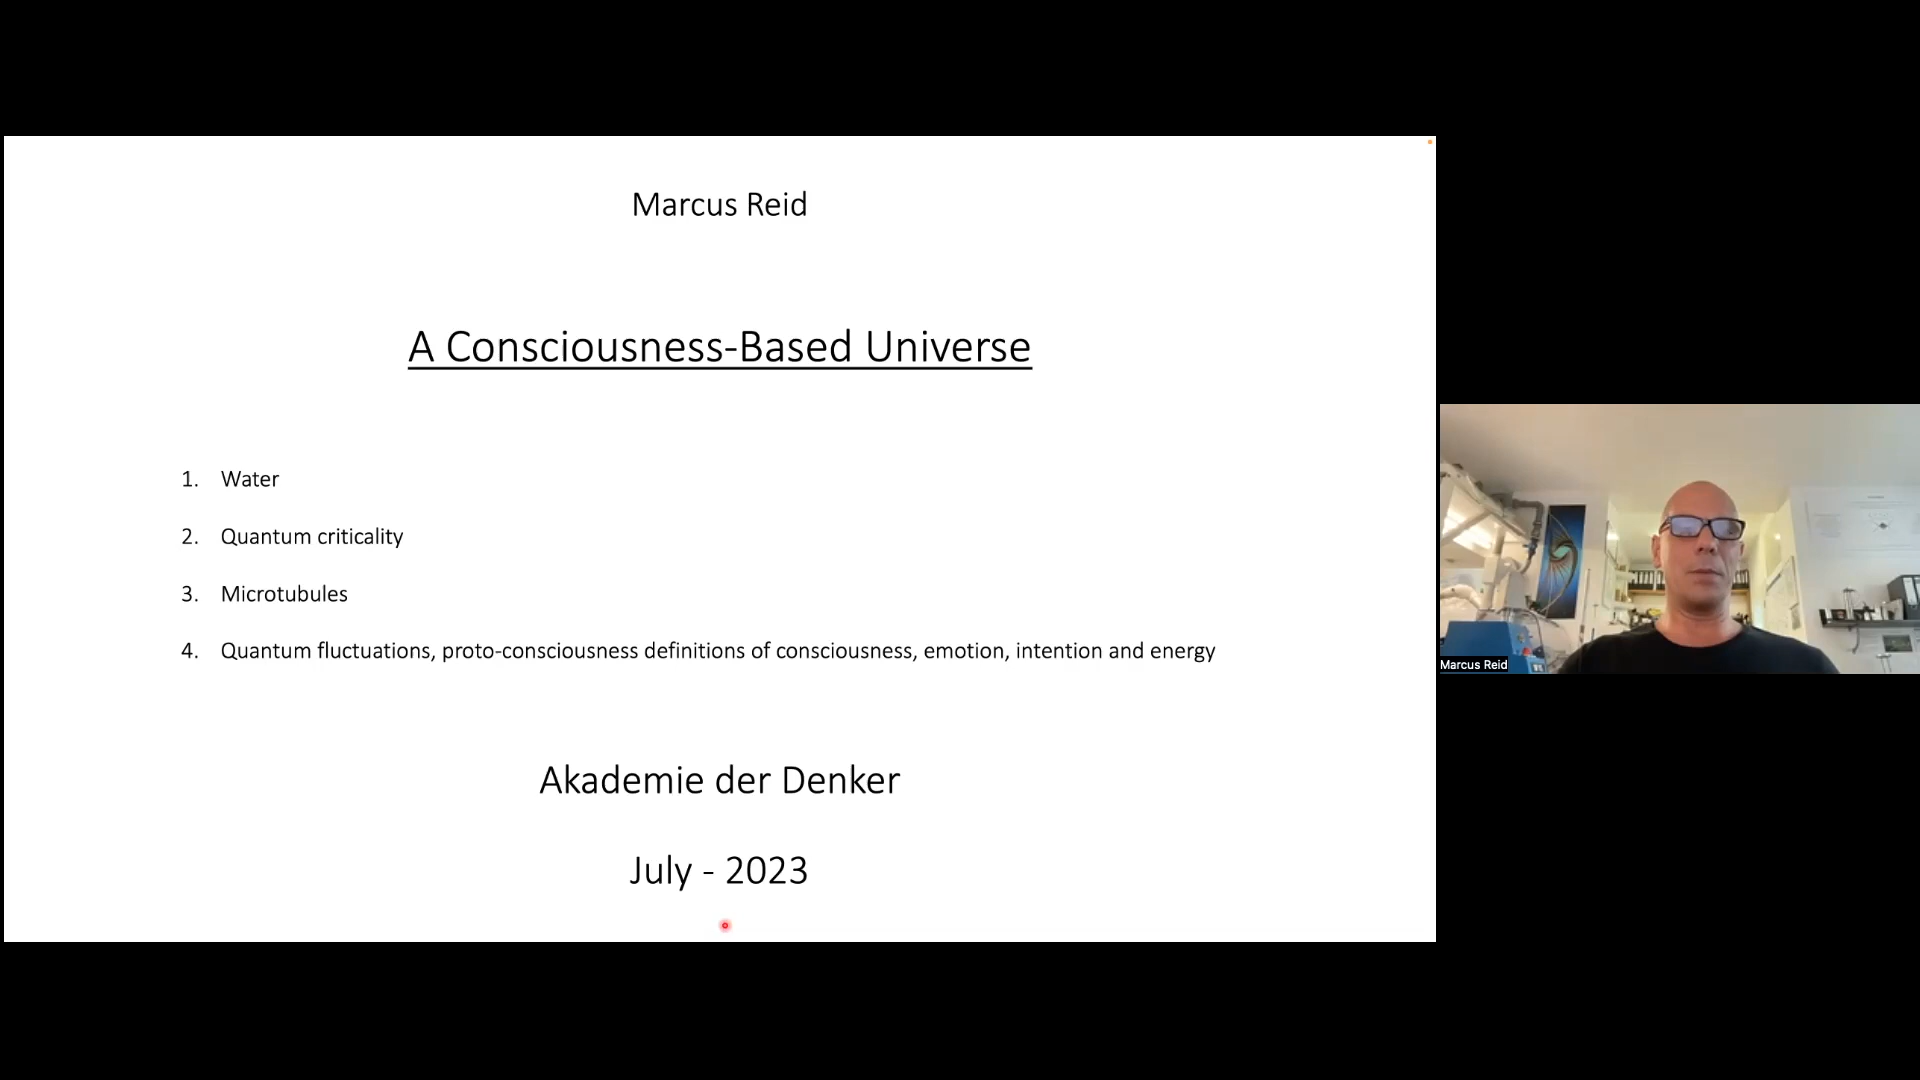 Marcus Reid
A Consciousness-Based Universe
1. Water
2. Quantum criticality
3. Microtubules
4. Quantum fluctuations, proto-consciousness definitions of consciousness, emotion, intention and energy
Akademie der Denker
July - 2023
Marcus Reid